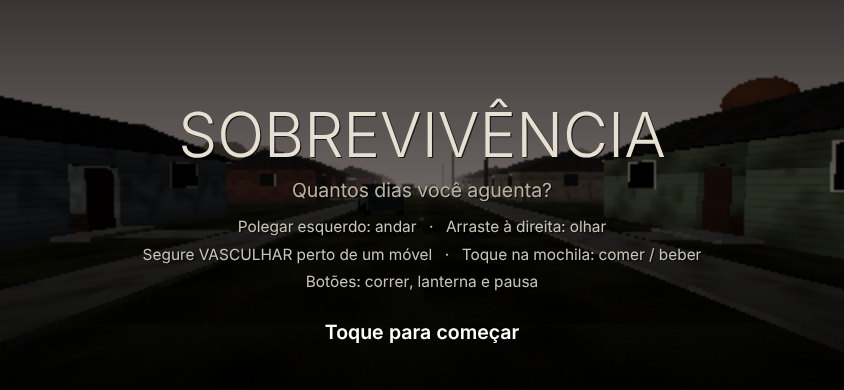 SOBREVIVÊNCIA
Quantos dias você aguenta?
Polegar esquerdo: andar · Arraste à direita: olhar
Segure VASCULHAR perto de um móvel · Toque na mochila: comer / beber
Botões: correr, lanterna e pausa
Toque para começar